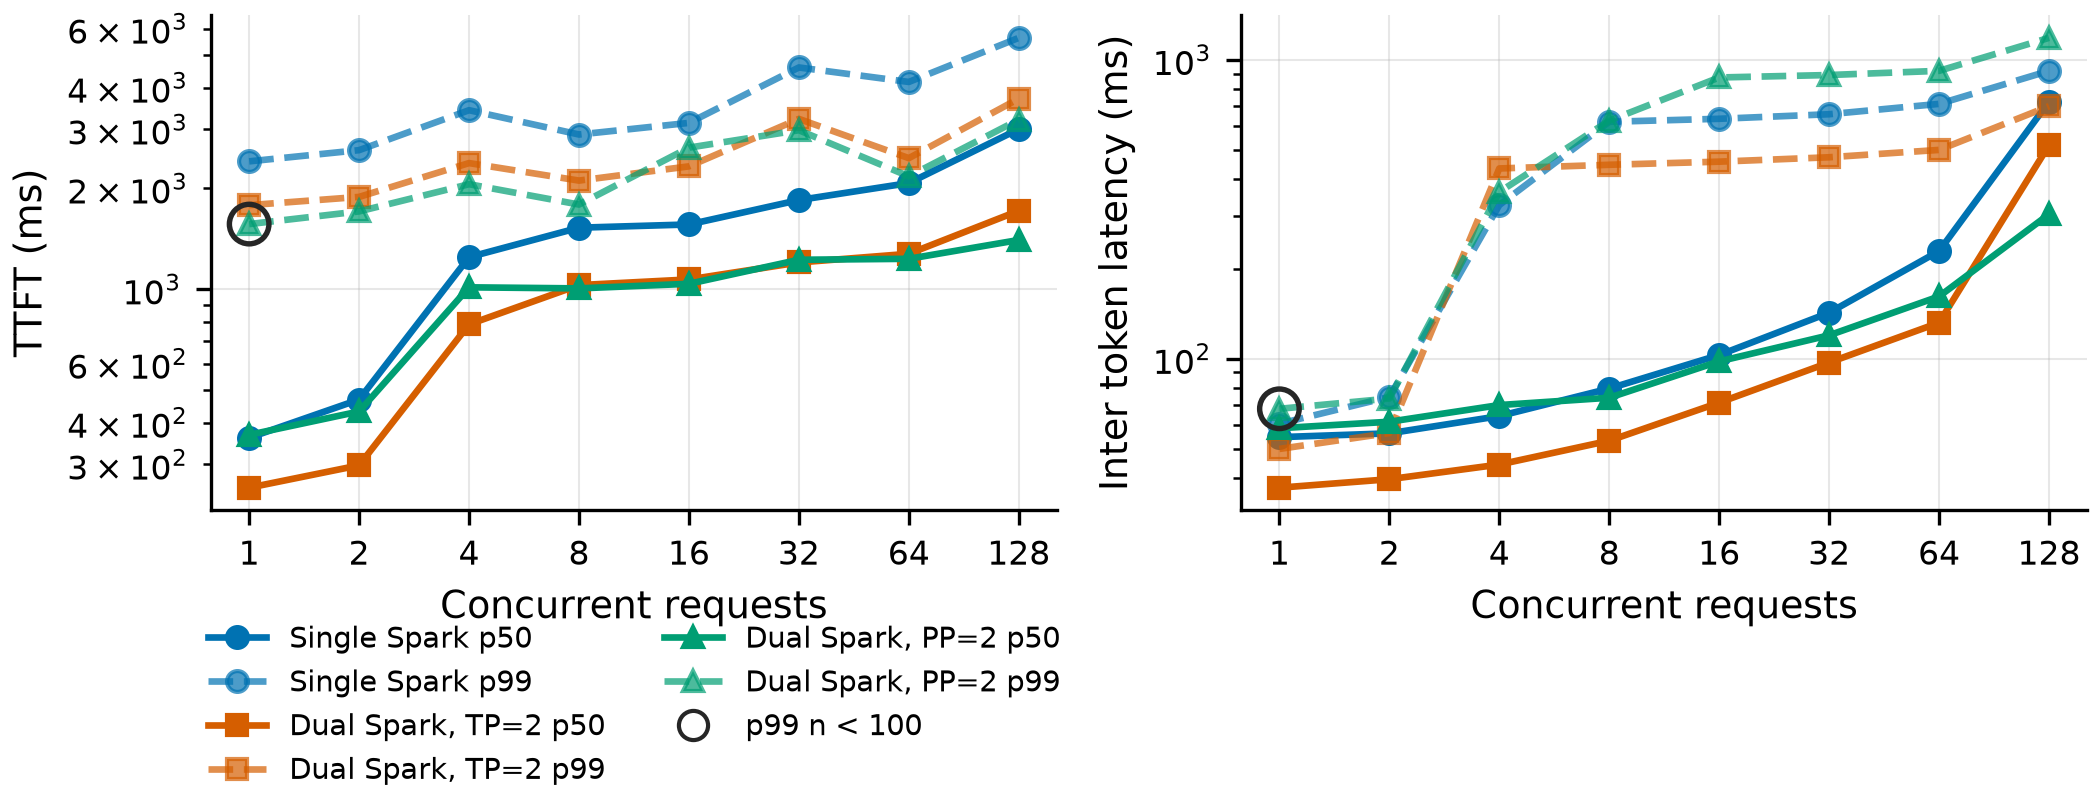 TTFT (ms)
6 × 10³
4 × 10³
3 × 10³
2 × 10³
10³
6 × 10²
4 × 10²
3 × 10²
1 2 4 8 16 32 64 128
Concurrent requests
Inter token latency (ms)
10³
10²
1 2 4 8 16 32 64 128
Concurrent requests
Single Spark p50
Single Spark p99
Dual Spark, TP=2 p50
Dual Spark, TP=2 p99
Dual Spark, PP=2 p50
Dual Spark, PP=2 p99
p99 n < 100